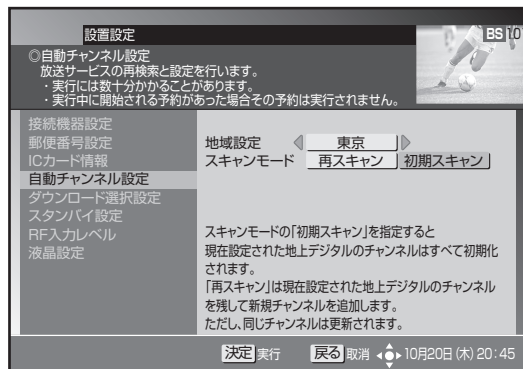 設置設定
BS 10
◎自動チャンネル設定
放送サービスの再検索と設定を行います。
・実行には数十分かかることがあります。
・実行中に開始される予約があった場合その予約は実行されません。
接続機器設定
郵便番号設定
ICカード情報
自動チャンネル設定
ダウンロード選択設定
スタンバイ設定
RF入力レベル
液晶設定
地域設定 東京
スキャンモード 再スキャン 初期スキャン
スキャンモードの「初期スキャン」を指定すると
現在設定された地上デジタルのチャンネルはすべて初期化
されます。
「再スキャン」は現在設定された地上デジタルのチャンネル
を残して新規チャンネルを追加します。
ただし、同じチャンネルは更新されます。
決定 実行 戻る 取消 10月20日(木) 20:45